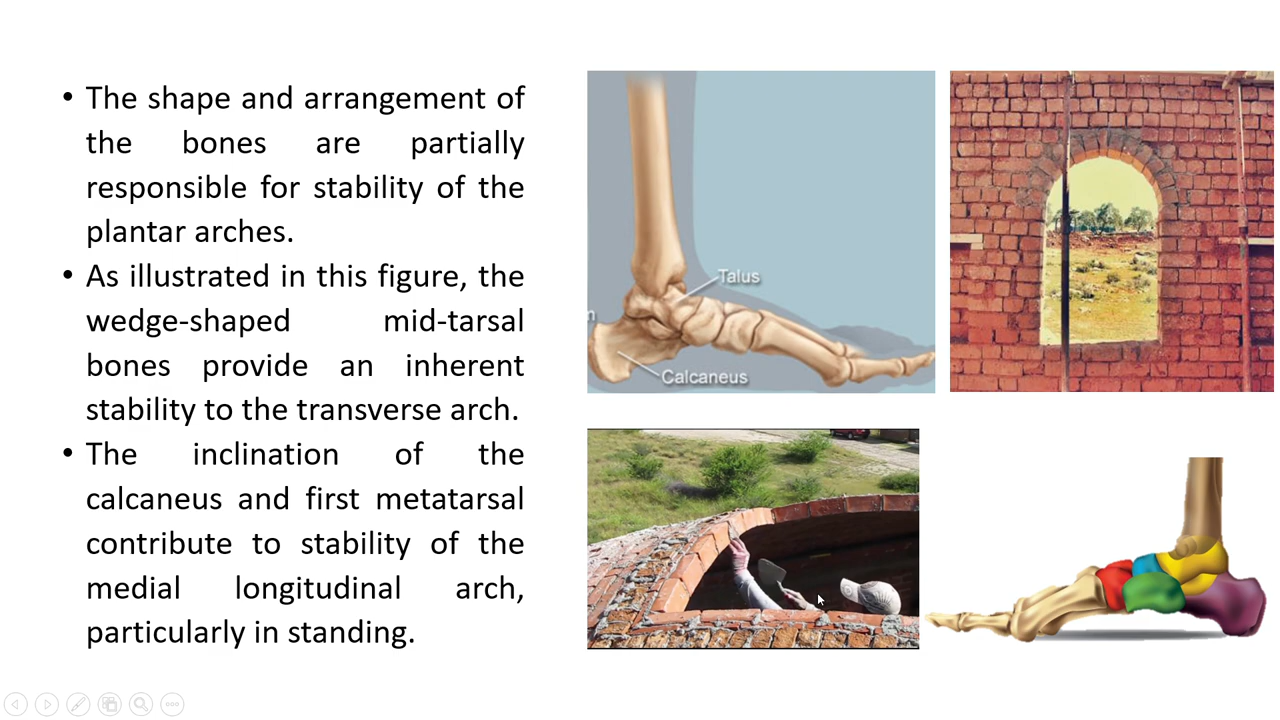 • The shape and arrangement of
the bones are partially
responsible for stability of the
plantar arches.
• As illustrated in this figure, the
wedge-shaped mid-tarsal
bones provide an inherent
stability to the transverse arch.
• The inclination of the
calcaneus and first metatarsal
contribute to stability of the
medial longitudinal arch,
particularly in standing.
Talus
n
Calcaneus